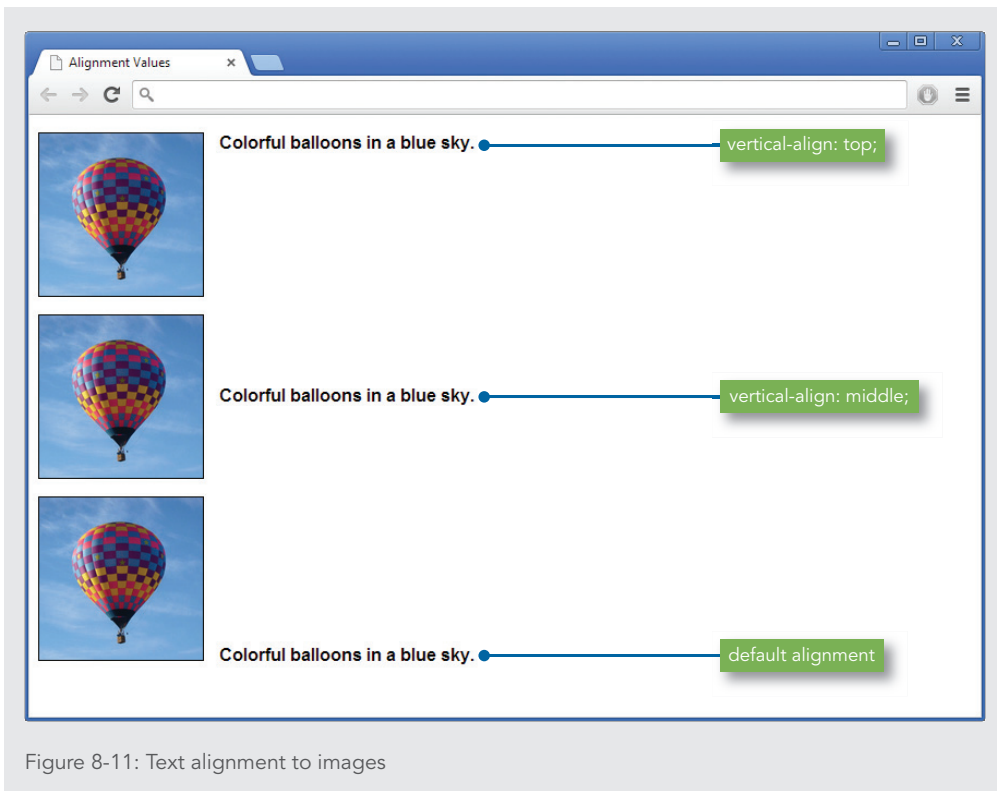 Alignment Values
Colorful balloons in a blue sky.
vertical-align: top;
Colorful balloons in a blue sky.
vertical-align: middle;
Colorful balloons in a blue sky.
default alignment
Figure 8-11: Text alignment to images